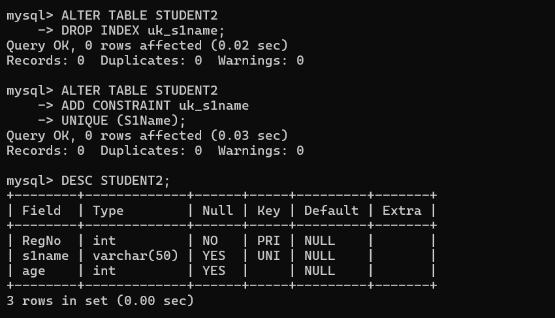 mysql> ALTER TABLE STUDENT2
    -> DROP INDEX uk_s1name;
Query OK, 0 rows affected (0.02 sec)
Records: 0  Duplicates: 0  Warnings: 0

mysql> ALTER TABLE STUDENT2
    -> ADD CONSTRAINT uk_s1name
    -> UNIQUE (S1Name);
Query OK, 0 rows affected (0.03 sec)
Records: 0  Duplicates: 0  Warnings: 0

mysql> DESC STUDENT2;
+--------+-------------+------+-----+---------+-------+
| Field  | Type        | Null | Key | Default | Extra |
+--------+-------------+------+-----+---------+-------+
| RegNo  | int         | NO   | PRI | NULL    |       |
| s1name | varchar(50) | YES  | UNI | NULL    |       |
| age    | int         | YES  |     | NULL    |       |
+--------+-------------+------+-----+---------+-------+
3 rows in set (0.00 sec)